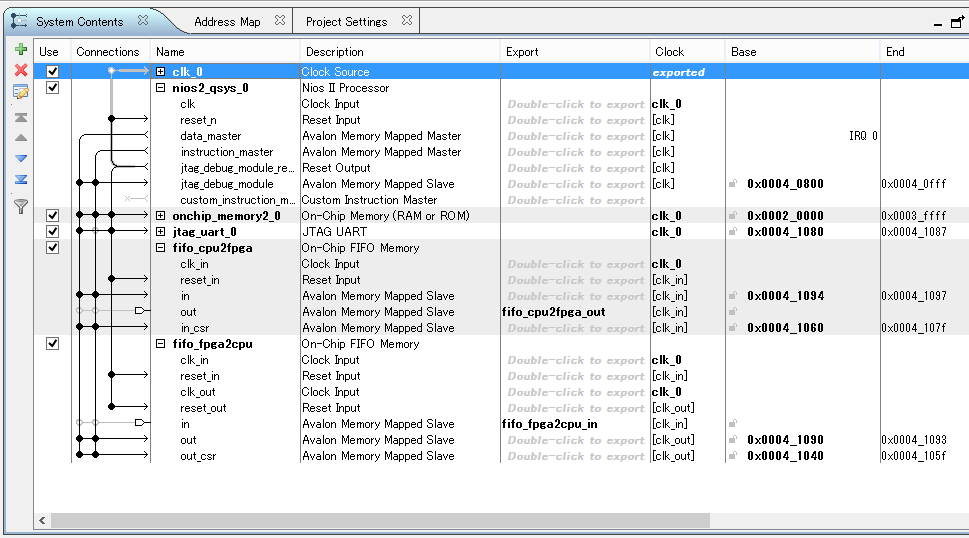 System Contents Address Map Project Settings
Use Connections Name Description Export Clock Base End
clk_0 Clock Source exported
nios2_qsys_0 Nios II Processor
clk Clock Input Double-click to export clk_0
reset_n Reset Input Double-click to export [clk]
data_master Avalon Memory Mapped Master Double-click to export [clk] IRQ 0
instruction_master Avalon Memory Mapped Master Double-click to export [clk]
jtag_debug_module_re... Reset Output Double-click to export [clk]
jtag_debug_module Avalon Memory Mapped Slave Double-click to export [clk] 0x0004_0800 0x0004_0fff
custom_instruction_m... Custom Instruction Master Double-click to export
onchip_memory2_0 On-Chip Memory (RAM or ROM) clk_0 0x0002_0000 0x0003_ffff
jtag_uart_0 JTAG UART clk_0 0x0004_1080 0x0004_1087
fifo_cpu2fpga On-Chip FIFO Memory
clk_in Clock Input Double-click to export clk_0
reset_in Reset Input Double-click to export [clk_in]
in Avalon Memory Mapped Slave Double-click to export [clk_in] 0x0004_1094 0x0004_1097
out Avalon Memory Mapped Slave fifo_cpu2fpga_out [clk_in]
in_csr Avalon Memory Mapped Slave Double-click to export [clk_in] 0x0004_1060 0x0004_107f
fifo_fpga2cpu On-Chip FIFO Memory
clk_in Clock Input Double-click to export clk_0
reset_in Reset Input Double-click to export [clk_in]
clk_out Clock Input Double-click to export clk_0
reset_out Reset Input Double-click to export [clk_out]
in Avalon Memory Mapped Slave fifo_fpga2cpu_in [clk_in]
out Avalon Memory Mapped Slave Double-click to export [clk_out] 0x0004_1090 0x0004_1093
out_csr Avalon Memory Mapped Slave Double-click to export [clk_out] 0x0004_1040 0x0004_105f